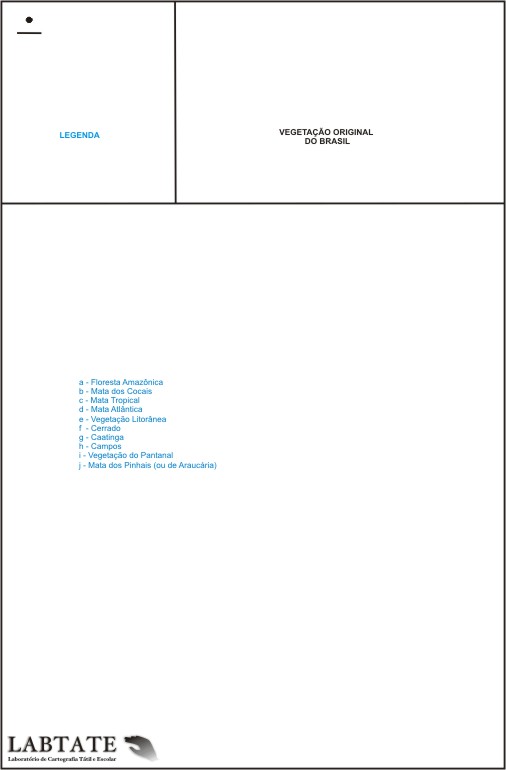 LEGENDA
VEGETAÇÃO ORIGINAL
DO BRASIL
a - Floresta Amazônica
b - Mata dos Cocais
c - Mata Tropical
d - Mata Atlântica
e - Vegetação Litorânea
f - Cerrado
g - Caatinga
h - Campos
i - Vegetação do Pantanal
j - Mata dos Pinhais (ou de Araucária)
LABTATE
Laboratório de Cartografia Tátil e Escolar